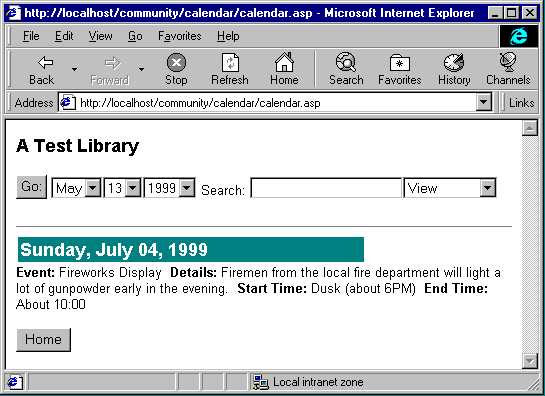 http://localhost/community/calendar/calendar.asp - Microsoft Internet Explorer
File Edit View Go Favorites Help
Back Forward Stop Refresh Home Search Favorites History Channels
Address http://localhost/community/calendar/calendar.asp Links
A Test Library
Go: May 13 1999 Search: View
Sunday, July 04, 1999
Event: Fireworks Display Details: Firemen from the local fire department will light a
lot of gunpowder early in the evening. Start Time: Dusk (about 6PM) End Time:
About 10:00
Home
Local intranet zone